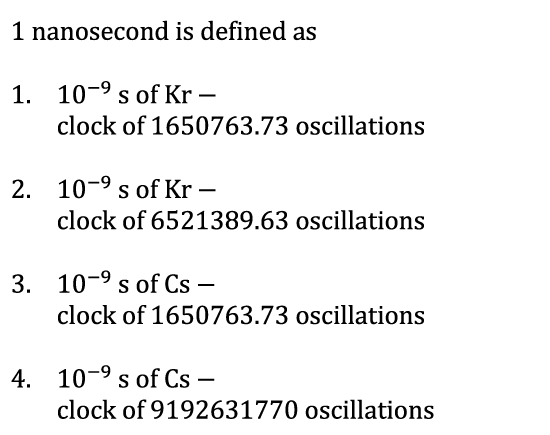 1 nanosecond is defined as
1. 10⁻⁹ s of Kr –
clock of 1650763.73 oscillations
2. 10⁻⁹ s of Kr –
clock of 6521389.63 oscillations
3. 10⁻⁹ s of Cs –
clock of 1650763.73 oscillations
4. 10⁻⁹ s of Cs –
clock of 9192631770 oscillations